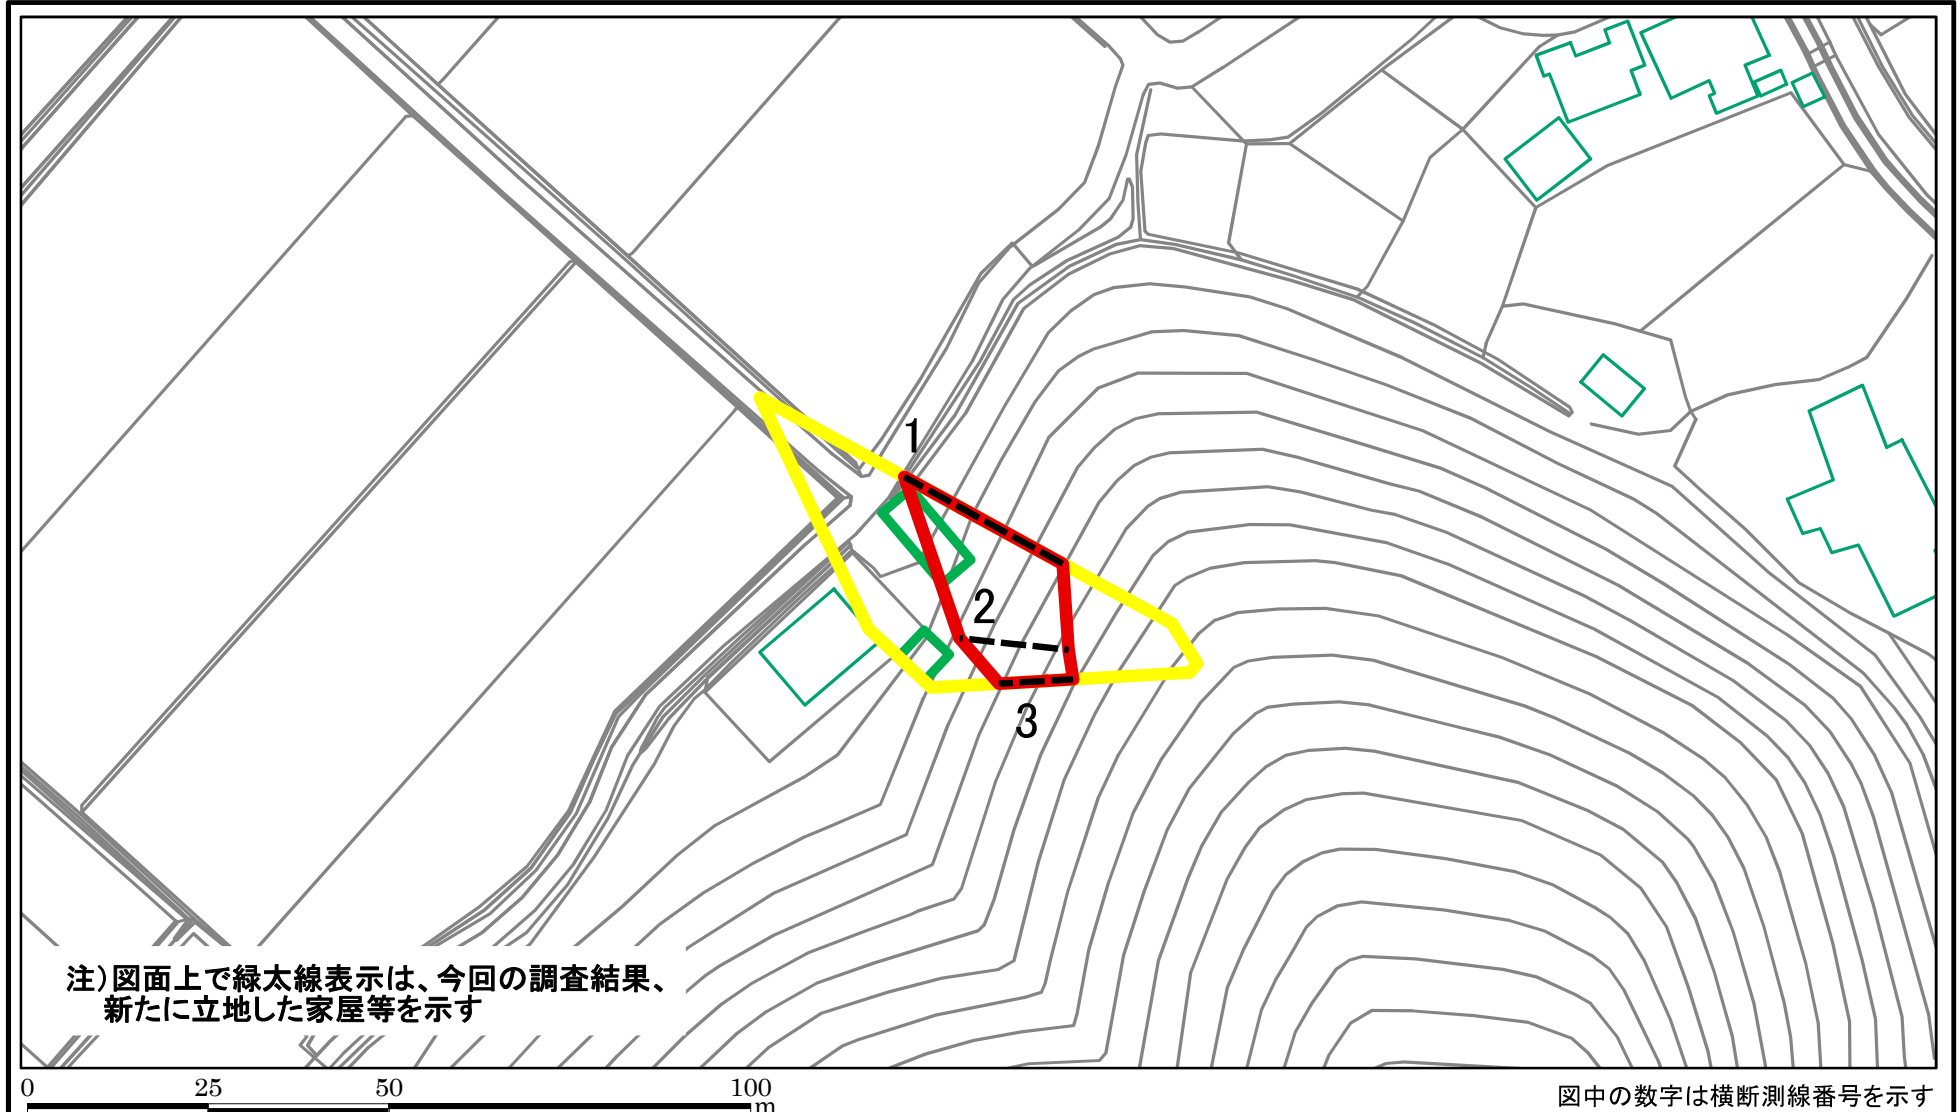 1
2
3
注)図面上で緑太線表示は、今回の調査結果、
新たに立地した家屋等を示す
0 25 50 100
m
図中の数字は横断測線番号を示す